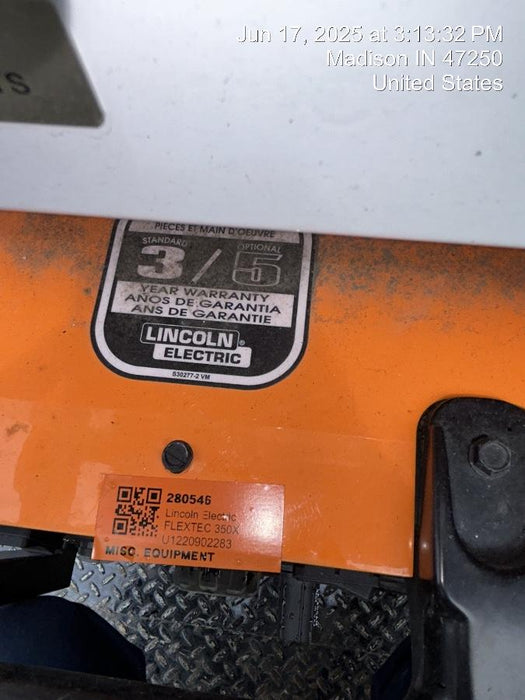 Jun 17, 2025 at 3:13:32 PM
Madison IN 47250
United States
PIÈCES ET MAIN D'OEUVRE
STANDARD OPTIONAL
3 / 5
YEAR WARRANTY
AÑOS DE GARANTIA
ANS DE GARANTIE
LINCOLN®
ELECTRIC
S30277-2 VM
280546
Lincoln Electric
FLEXTEC 350X
U1220902283
MISC. EQUIPMENT